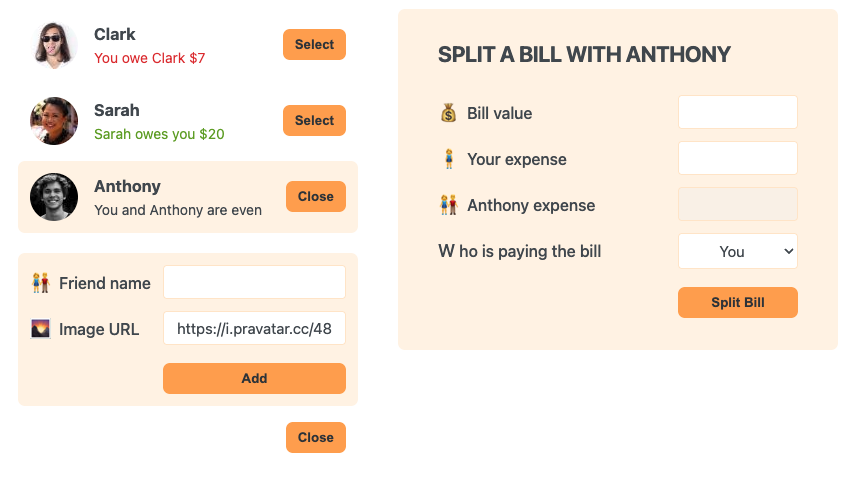 Clark
You owe Clark $7
Select
Sarah
Sarah owes you $20
Select
Anthony
You and Anthony are even
Close
Friend name
Image URL
https://i.pravatar.cc/48
Add
Close
SPLIT A BILL WITH ANTHONY
Bill value
Your expense
Anthony expense
W ho is paying the bill
You
Split Bill